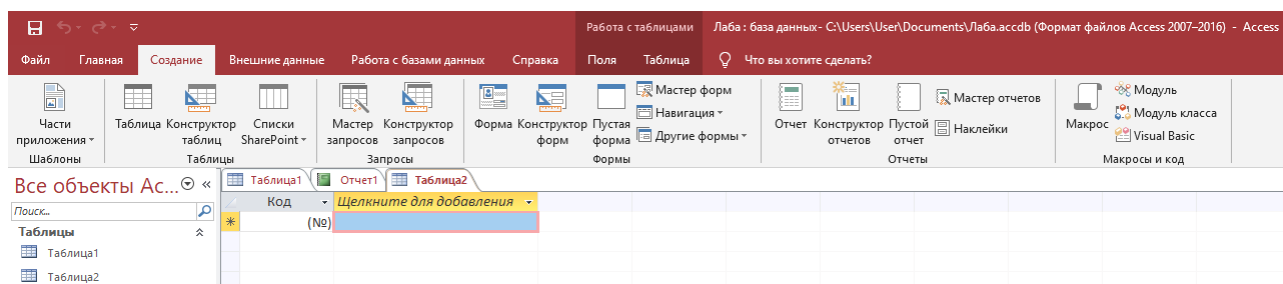 Работа с таблицами Лаба : база данных- C:\Users\User\Documents\Лаба.accdb (Формат файлов Access 2007–2016) - Access
Файл Главная Создание Внешние данные Работа с базами данных Справка Поля Таблица Что вы хотите сделать?
Части приложения
Шаблоны
Таблица
Конструктор таблиц
Списки SharePoint
Таблицы
Мастер запросов
Конструктор запросов
Запросы
Форма
Конструктор форм
Пустая форма
Мастер форм
Навигация
Другие формы
Формы
Отчет
Конструктор отчетов
Пустой отчет
Мастер отчетов
Наклейки
Отчеты
Макрос
Модуль
Модуль класса
Visual Basic
Макросы и код
Все объекты Ac... «
Поиск...
Таблицы
Таблица1
Таблица2
Таблица1 Отчет1 Таблица2
Код Щелкните для добавления
* (№)